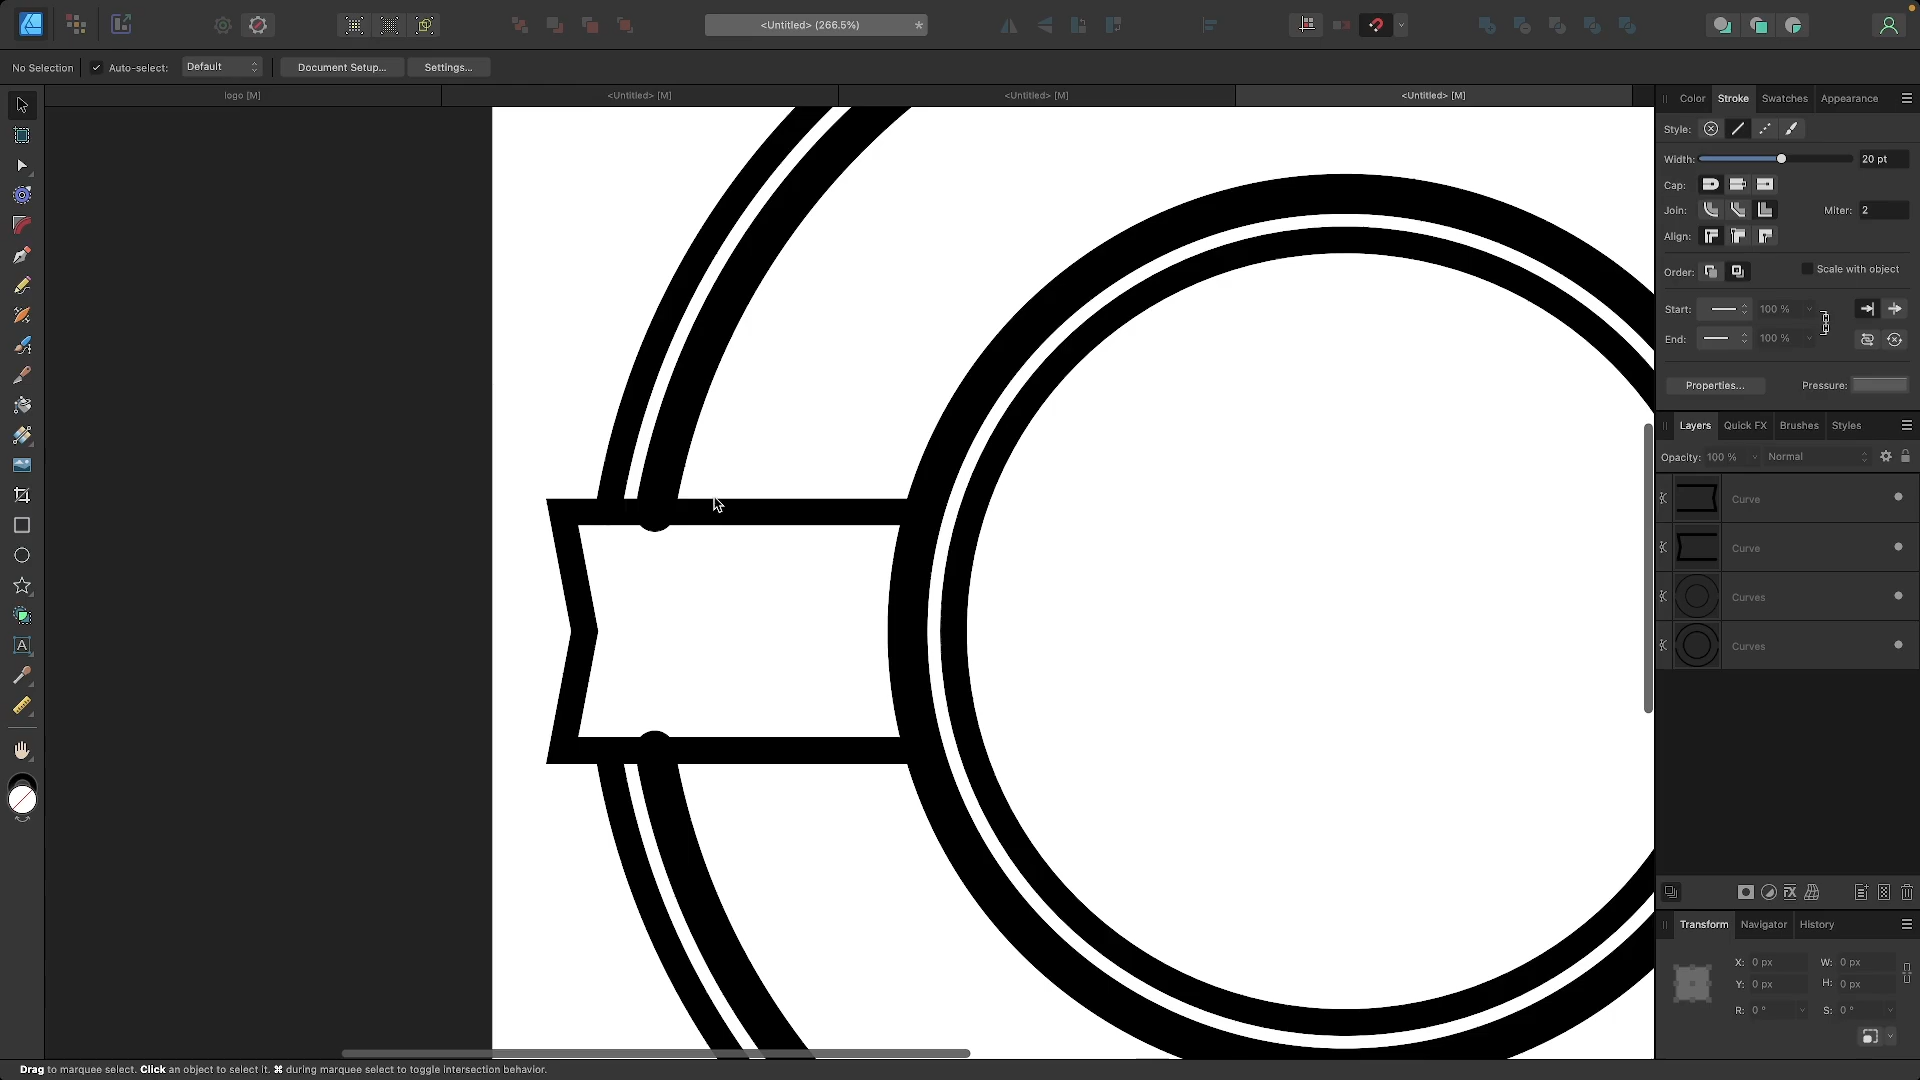 <Untitled> (266.5%)
*
No Selection
Auto-select:
Default
Document Setup...
Settings...
logo [M]
<Untitled> [M]
<Untitled> [M]
<Untitled> [M]
Color
Stroke
Swatches
Appearance
Style:
Width:
20 pt
Cap:
Join:
Miter:
2
Align:
Order:
Scale with object
Start:
100 %
End:
100 %
Properties...
Pressure:
Layers
Quick FX
Brushes
Styles
Opacity:
100 %
Normal
Curve
Curve
Curves
Curves
Transform
Navigator
History
X: 0 px
W: 0 px
Y: 0 px
H: 0 px
R: 0 °
S: 0 °
Drag to marquee select. Click an object to select it. ⌘ during marquee select to toggle intersection behavior.